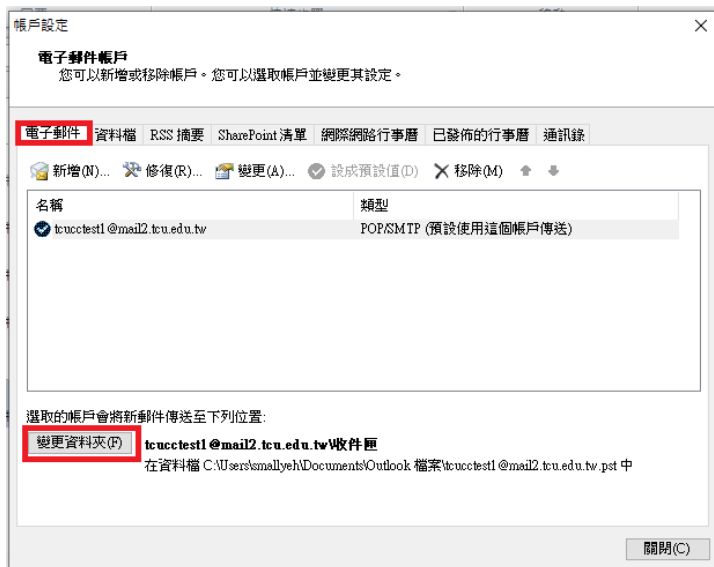 帳戶設定
電子郵件帳戶
您可以新增或移除帳戶。您可以選取帳戶並變更其設定。
電子郵件 資料檔 RSS 摘要 SharePoint 清單 網際網路行事曆 已發佈的行事曆 通訊錄
新增(N)... 修復(R)... 變更(A)... 設成預設值(D) 移除(M)
名稱 類型
tcucctest1@mail2.tcu.edu.tw POP/SMTP (預設使用這個帳戶傳送)
選取的帳戶會將新郵件傳送至下列位置:
變更資料夾(F) tcucctest1@mail2.tcu.edu.tw\收件匣
在資料檔 C:\Users\smallyeh\Documents\Outlook 檔案\tcucctest1@mail2.tcu.edu.tw.pst 中
關閉(C)